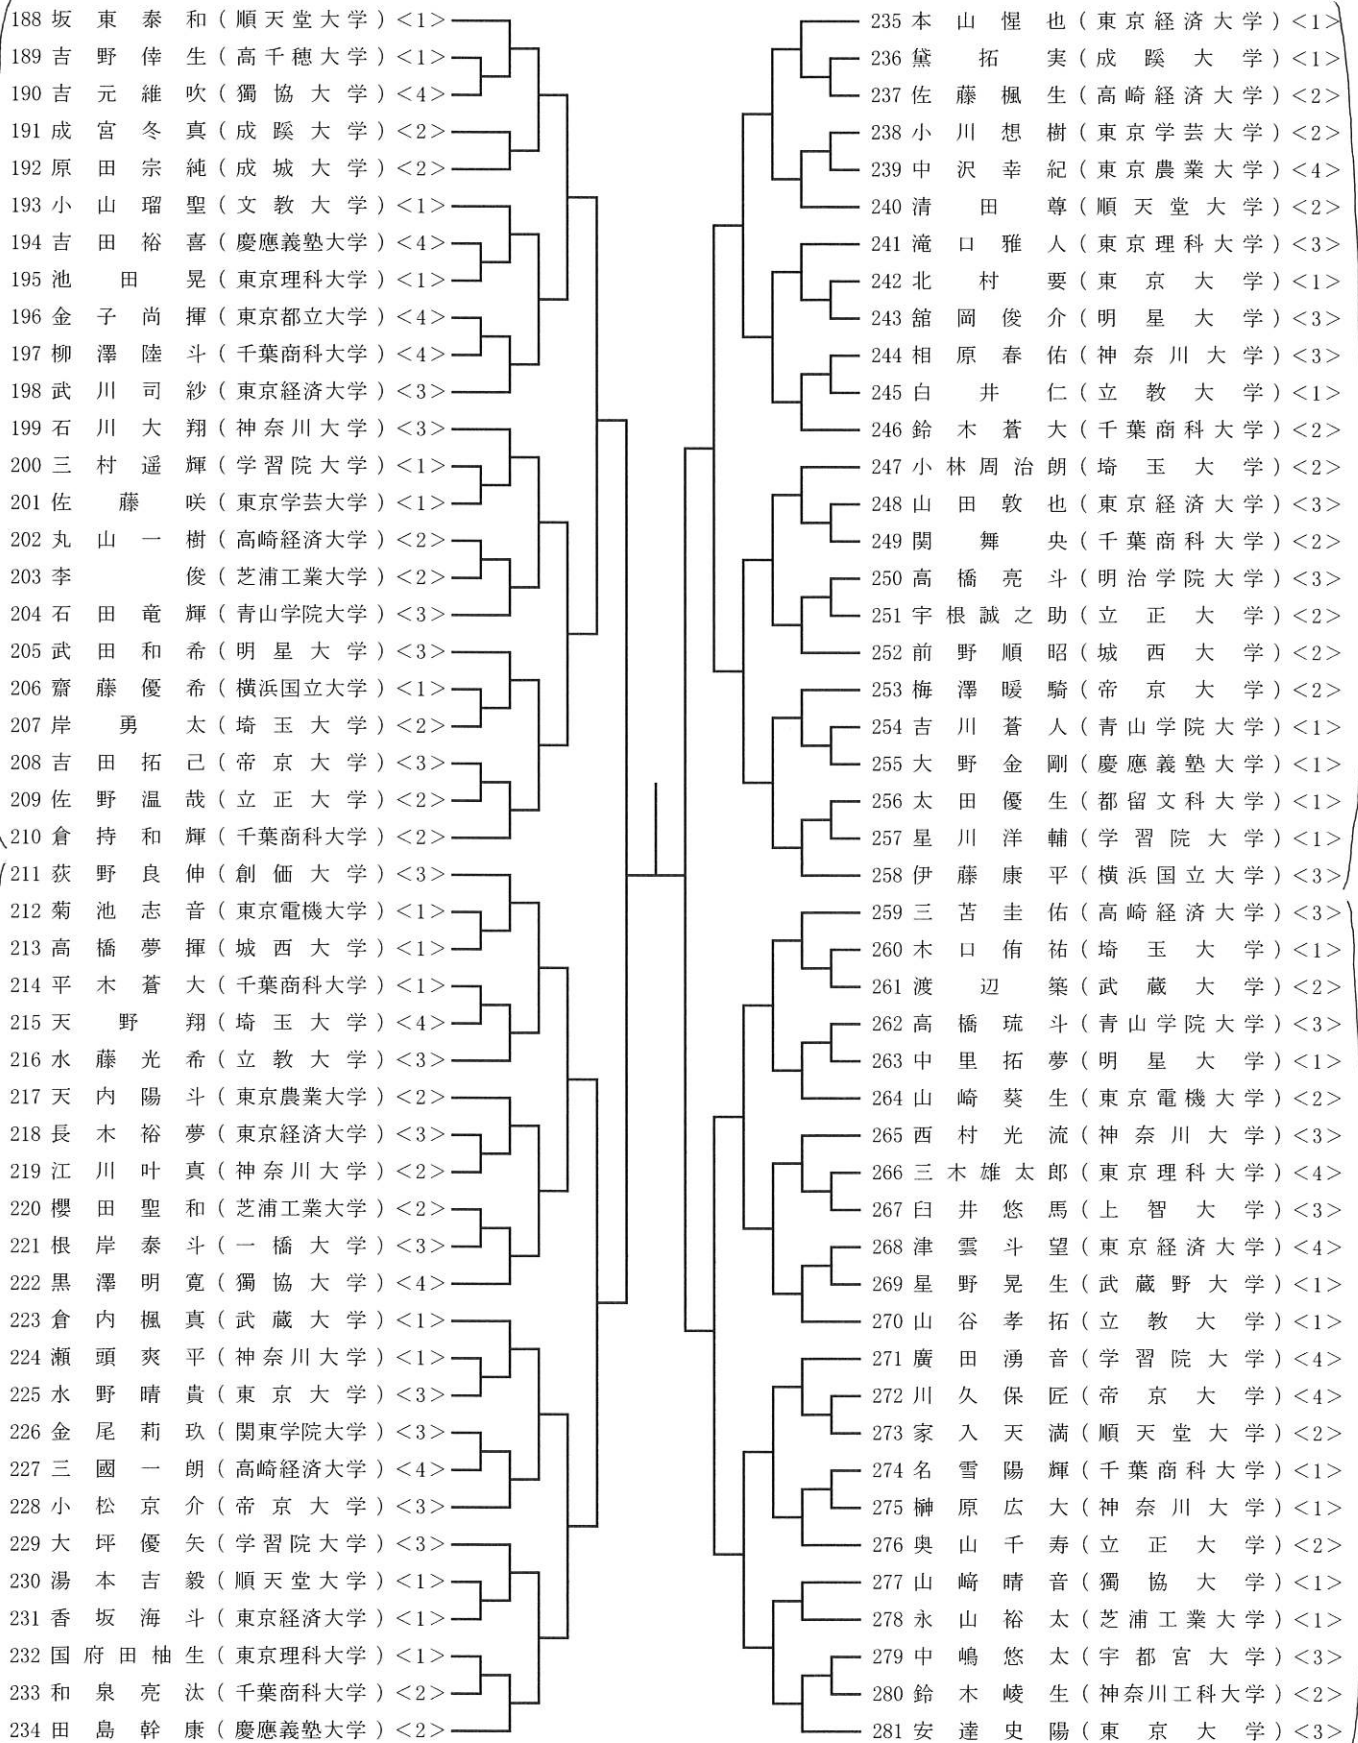 188 坂東泰和(順天堂大学)<1>
189 吉野倖生(高千穂大学)<1>
190 吉元維吹(獨協大学)<4>
191 成宮冬真(成蹊大学)<2>
192 原田宗純(成城大学)<2>
193 小山瑠聖(文教大学)<1>
194 吉田裕喜(慶應義塾大学)<4>
195 池田晃(東京理科大学)<1>
196 金子尚揮(東京都立大学)<4>
197 柳澤陸斗(千葉商科大学)<4>
198 武川司紗(東京経済大学)<3>
199 石川大翔(神奈川大学)<3>
200 三村遥輝(学習院大学)<1>
201 佐藤咲(東京学芸大学)<1>
202 丸山一樹(高崎経済大学)<2>
203 李俊(芝浦工業大学)<2>
204 石田竜輝(青山学院大学)<3>
205 武田和希(明星大学)<3>
206 齋藤優希(横浜国立大学)<1>
207 岸勇太(埼玉大学)<2>
208 吉田拓己(帝京大学)<3>
209 佐野温哉(立正大学)<2>
210 倉持和輝(千葉商科大学)<2>
211 荻野良伸(創価大学)<3>
212 菊池志音(東京電機大学)<1>
213 高橋夢揮(城西大学)<1>
214 平木蒼大(千葉商科大学)<1>
215 天野翔(埼玉大学)<4>
216 水藤光希(立教大学)<3>
217 天内陽斗(東京農業大学)<2>
218 長木裕夢(東京経済大学)<3>
219 江川叶真(神奈川大学)<2>
220 櫻田聖和(芝浦工業大学)<2>
221 根岸泰斗(一橋大学)<3>
222 黒澤明寛(獨協大学)<4>
223 倉内楓真(武蔵大学)<1>
224 瀬頭爽平(神奈川大学)<1>
225 水野晴貴(東京大学)<3>
226 金尾莉玖(関東学院大学)<3>
227 三國一朗(高崎経済大学)<4>
228 小松京介(帝京大学)<3>
229 大坪優矢(学習院大学)<3>
230 湯本吉毅(順天堂大学)<1>
231 香坂海斗(東京経済大学)<1>
232 国府田柚生(東京理科大学)<1>
233 和泉亮汰(千葉商科大学)<2>
234 田島幹康(慶應義塾大学)<2>
235 本山惺也(東京経済大学)<1>
236 黛拓実(成蹊大学)<1>
237 佐藤楓生(高崎経済大学)<2>
238 小川想樹(東京学芸大学)<2>
239 中沢幸紀(東京農業大学)<4>
240 清田尊(順天堂大学)<2>
241 滝口雅人(東京理科大学)<3>
242 北村要(東京大学)<1>
243 舘岡俊介(明星大学)<3>
244 相原春佑(神奈川大学)<3>
245 白井仁(立教大学)<1>
246 鈴木蒼大(千葉商科大学)<2>
247 小林周治朗(埼玉大学)<2>
248 山田敦也(東京経済大学)<3>
249 関舞央(千葉商科大学)<2>
250 高橋亮斗(明治学院大学)<3>
251 宇根誠之助(立正大学)<2>
252 前野順昭(城西大学)<2>
253 梅澤暖騎(帝京大学)<2>
254 吉川蒼人(青山学院大学)<1>
255 大野金剛(慶應義塾大学)<1>
256 太田優生(都留文科大学)<1>
257 星川洋輔(学習院大学)<1>
258 伊藤康平(横浜国立大学)<3>
259 三苫圭佑(高崎経済大学)<3>
260 木口侑祐(埼玉大学)<1>
261 渡辺築(武蔵大学)<2>
262 高橋琉斗(青山学院大学)<3>
263 中里拓夢(明星大学)<1>
264 山崎葵生(東京電機大学)<2>
265 西村光流(神奈川大学)<3>
266 三木雄太郎(東京理科大学)<4>
267 臼井悠馬(上智大学)<3>
268 津雲斗望(東京経済大学)<4>
269 星野晃生(武蔵野大学)<1>
270 山谷孝拓(立教大学)<1>
271 廣田湧音(学習院大学)<4>
272 川久保匠(帝京大学)<4>
273 家入天満(順天堂大学)<2>
274 名雪陽輝(千葉商科大学)<1>
275 榊原広大(神奈川大学)<1>
276 奥山千寿(立正大学)<2>
277 山﨑晴音(獨協大学)<1>
278 永山裕太(芝浦工業大学)<1>
279 中嶋悠太(宇都宮大学)<3>
280 鈴木崚生(神奈川工科大学)<2>
281 安達史陽(東京大学)<3>